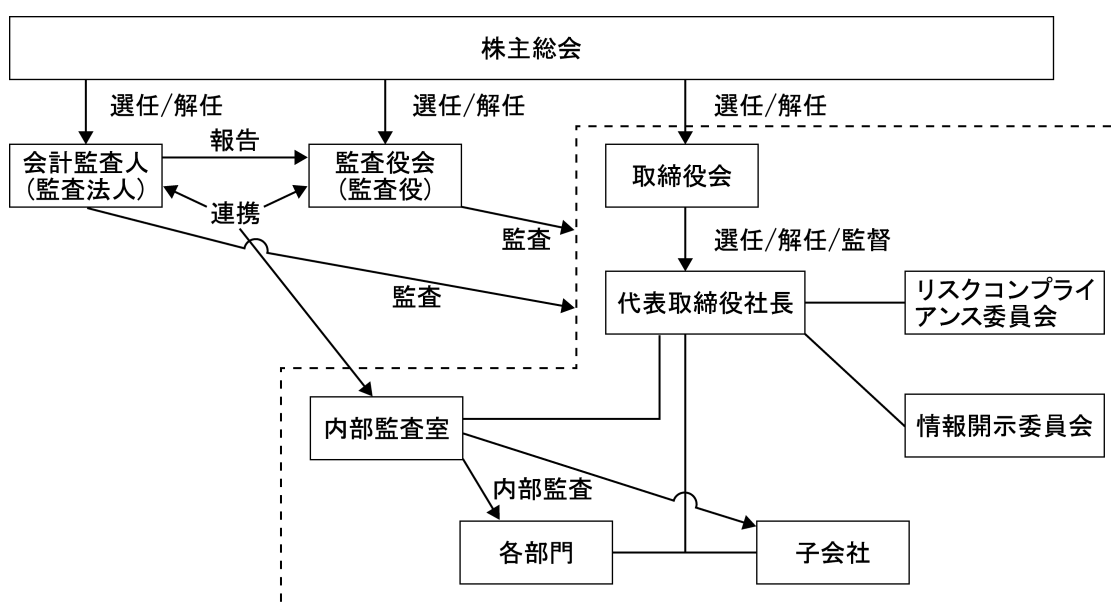 株主総会
選任/解任
選任/解任
選任/解任
報告
会計監査人
（監査法人）
監査役会
（監査役）
取締役会
連携
監査
選任/解任/監督
監査
代表取締役社長
リスクコンプライ
アンス委員会
内部監査室
情報開示委員会
内部監査
各部門
子会社